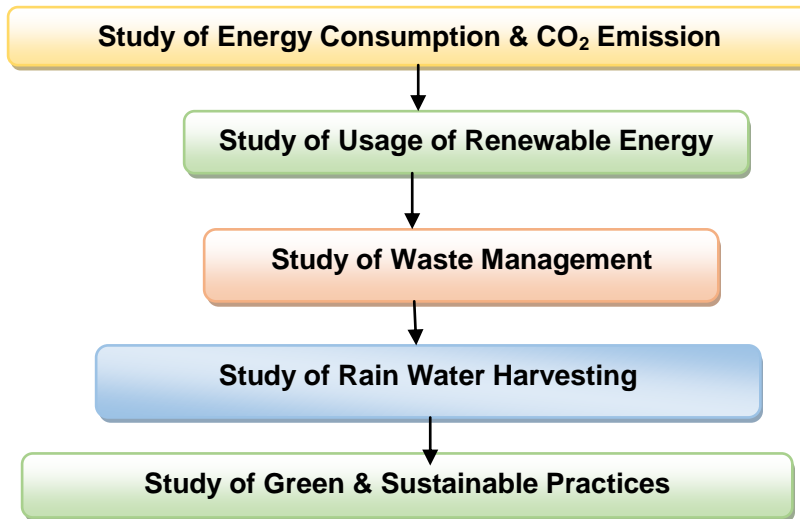 Study of Energy Consumption & CO₂ Emission
Study of Usage of Renewable Energy
Study of Waste Management
Study of Rain Water Harvesting
Study of Green & Sustainable Practices